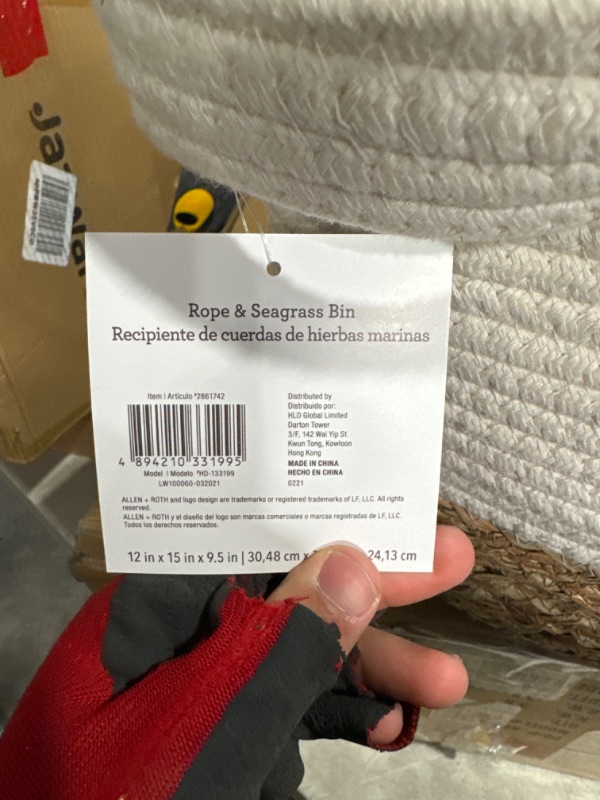 Rope & Seagrass Bin
Recipiente de cuerdas de hierbas marinas
Item | Artículo #2861742
4 894210 331995
Model | Modelo #HD-133199
LW100060-032021
Distributed by
Distribuido por:
HLD Global Limited
Darton Tower
3/F, 142 Wai Yip St.
Kwun Tong, Kowloon
Hong Kong
MADE IN CHINA
HECHO EN CHINA
0221
ALLEN + ROTH and logo design are trademarks or registered trademarks of LF, LLC. All rights
reserved.
ALLEN + ROTH y el diseño del logo son marcas comerciales o marcas registradas de LF, LLC.
Todos los derechos reservados.
12 in x 15 in x 9.5 in | 30,48 cm x 24,13 cm